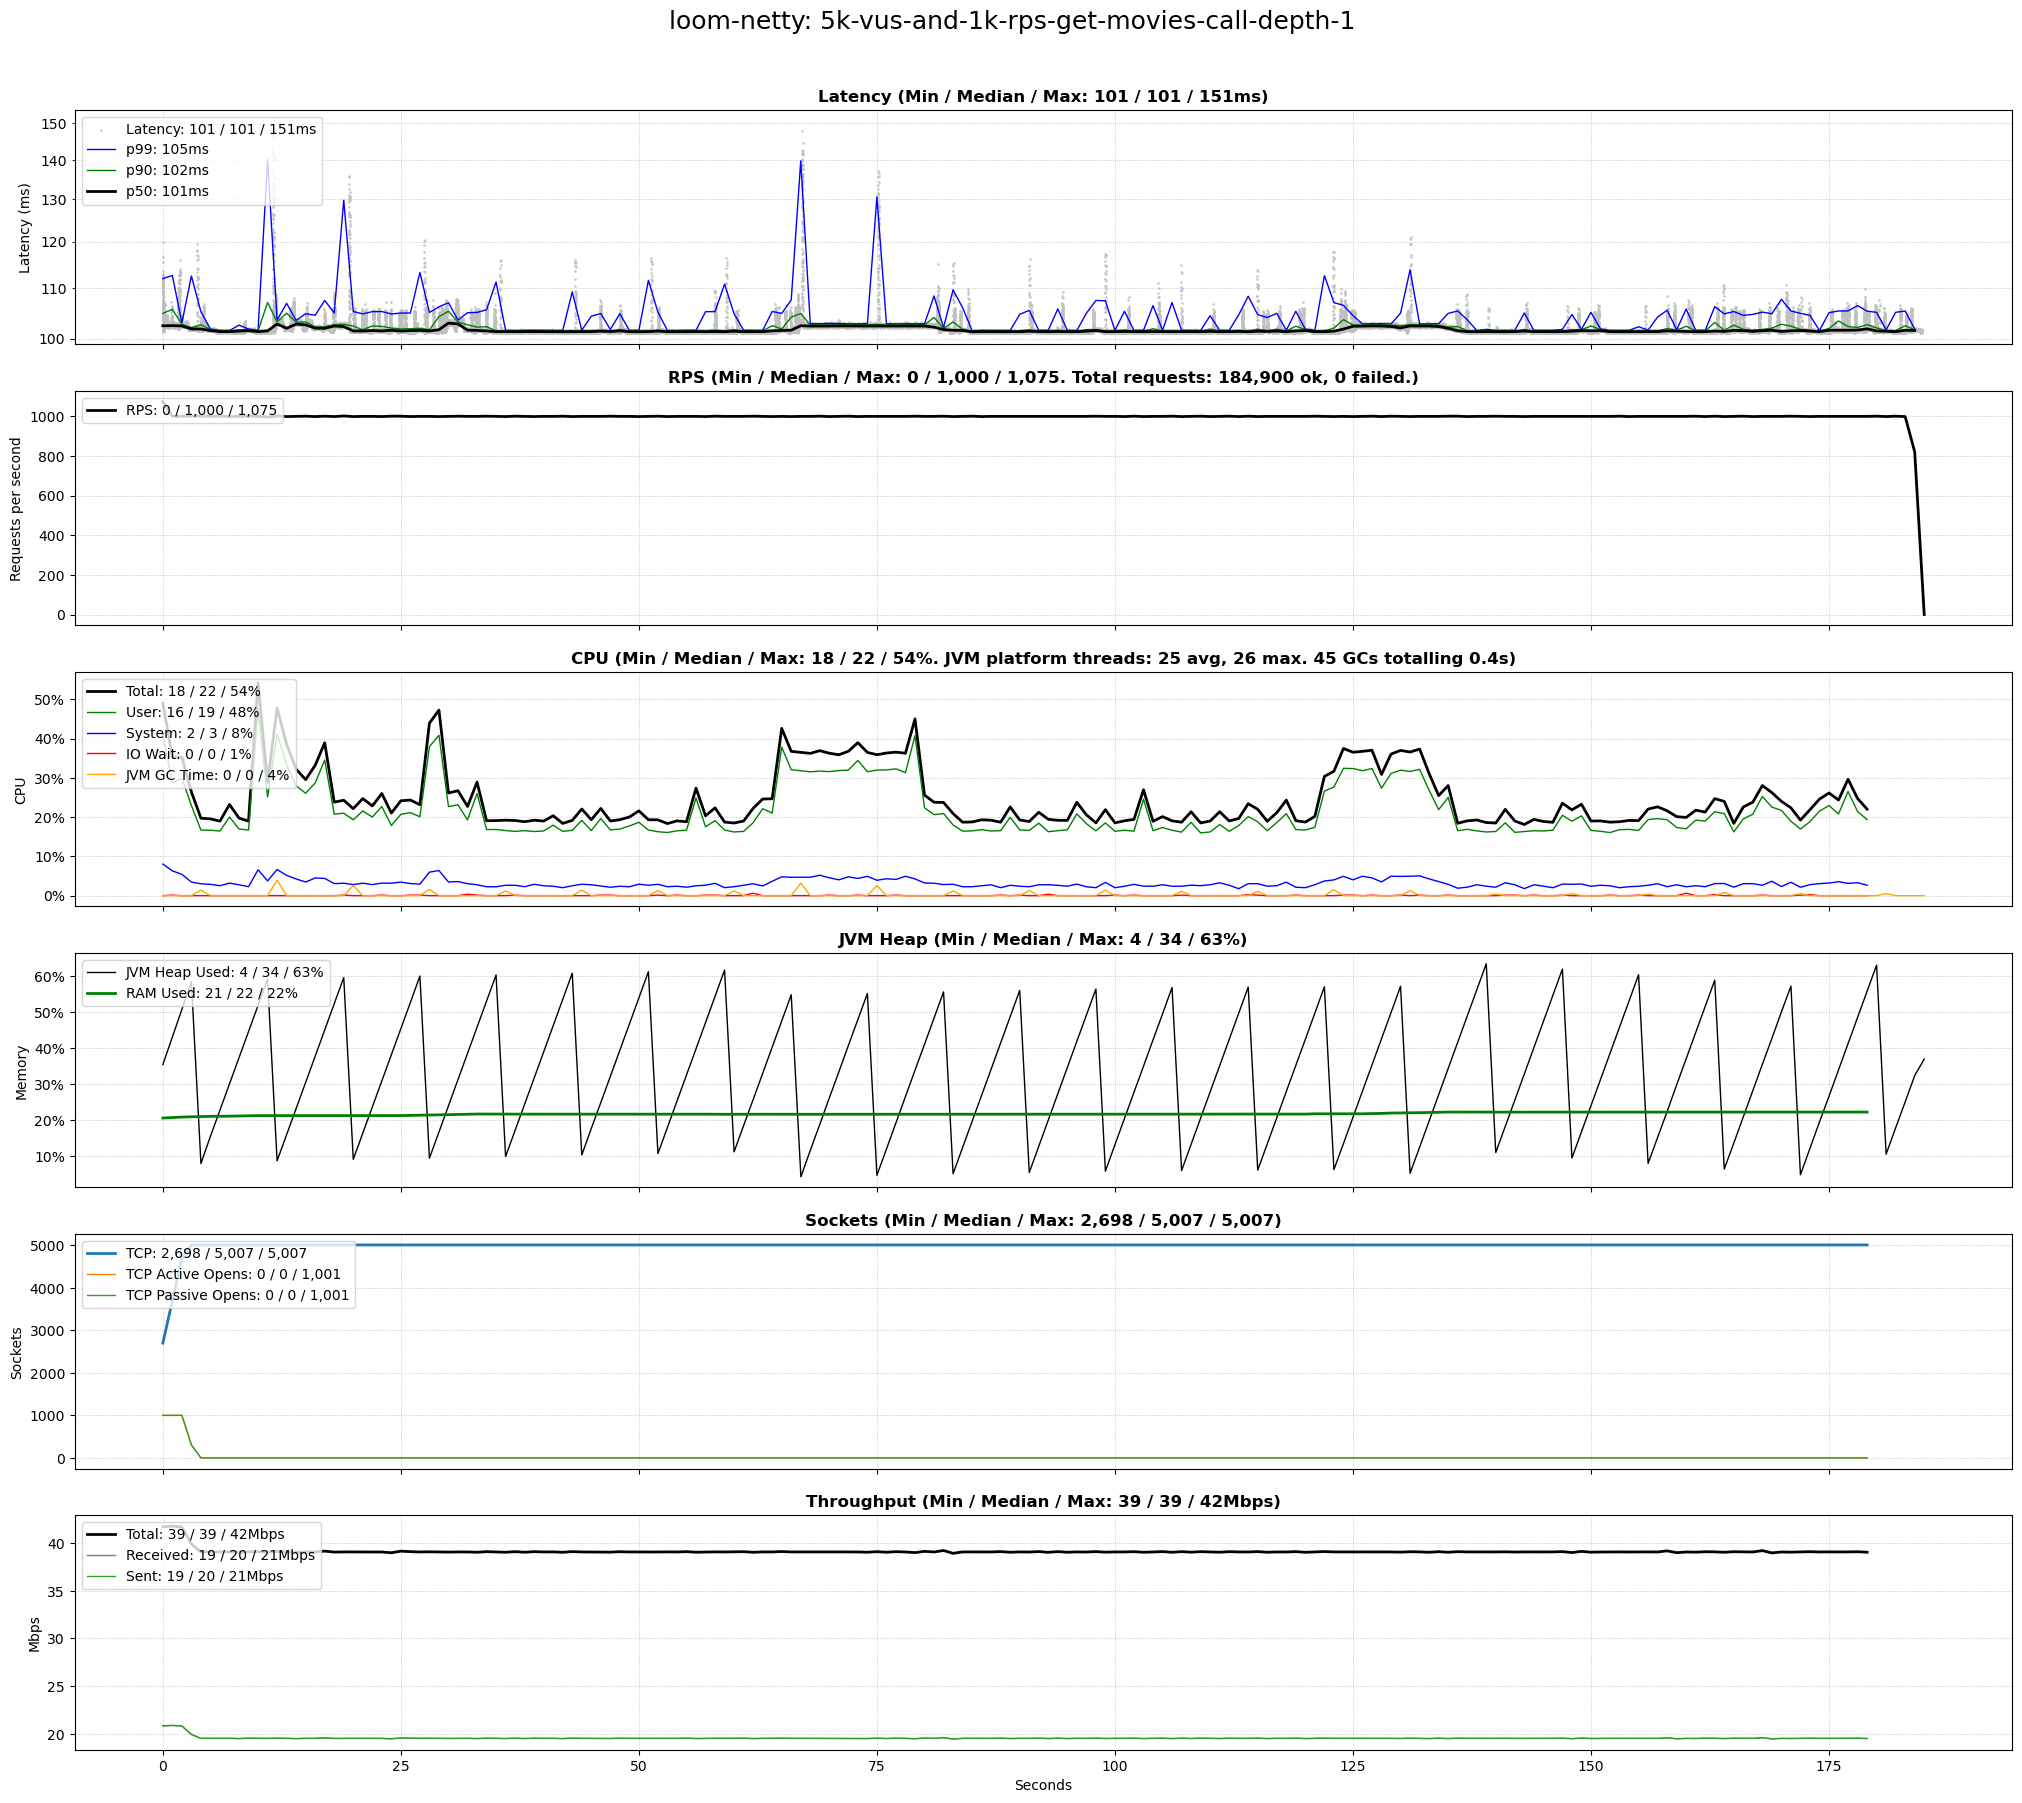 loom-netty: 5k-vus-and-1k-rps-get-movies-call-depth-1
Latency (Min / Median / Max: 101 / 101 / 151ms)
Latency: 101 / 101 / 151ms
p99: 105ms
p90: 102ms
p50: 101ms
Latency (ms)
150
140
130
120
110
100
RPS (Min / Median / Max: 0 / 1,000 / 1,075. Total requests: 184,900 ok, 0 failed.)
RPS: 0 / 1,000 / 1,075
Requests per second
1000
800
600
400
200
0
CPU (Min / Median / Max: 18 / 22 / 54%. JVM platform threads: 25 avg, 26 max. 45 GCs totalling 0.4s)
Total: 18 / 22 / 54%
User: 16 / 19 / 48%
System: 2 / 3 / 8%
IO Wait: 0 / 0 / 1%
JVM GC Time: 0 / 0 / 4%
CPU
50%
40%
30%
20%
10%
0%
JVM Heap (Min / Median / Max: 4 / 34 / 63%)
JVM Heap Used: 4 / 34 / 63%
RAM Used: 21 / 22 / 22%
Memory
60%
50%
40%
30%
20%
10%
Sockets (Min / Median / Max: 2,698 / 5,007 / 5,007)
TCP: 2,698 / 5,007 / 5,007
TCP Active Opens: 0 / 0 / 1,001
TCP Passive Opens: 0 / 0 / 1,001
Sockets
5000
4000
3000
2000
1000
0
Throughput (Min / Median / Max: 39 / 39 / 42Mbps)
Total: 39 / 39 / 42Mbps
Received: 19 / 20 / 21Mbps
Sent: 19 / 20 / 21Mbps
Mbps
40
35
30
25
20
0 25 50 75 100 125 150 175
Seconds